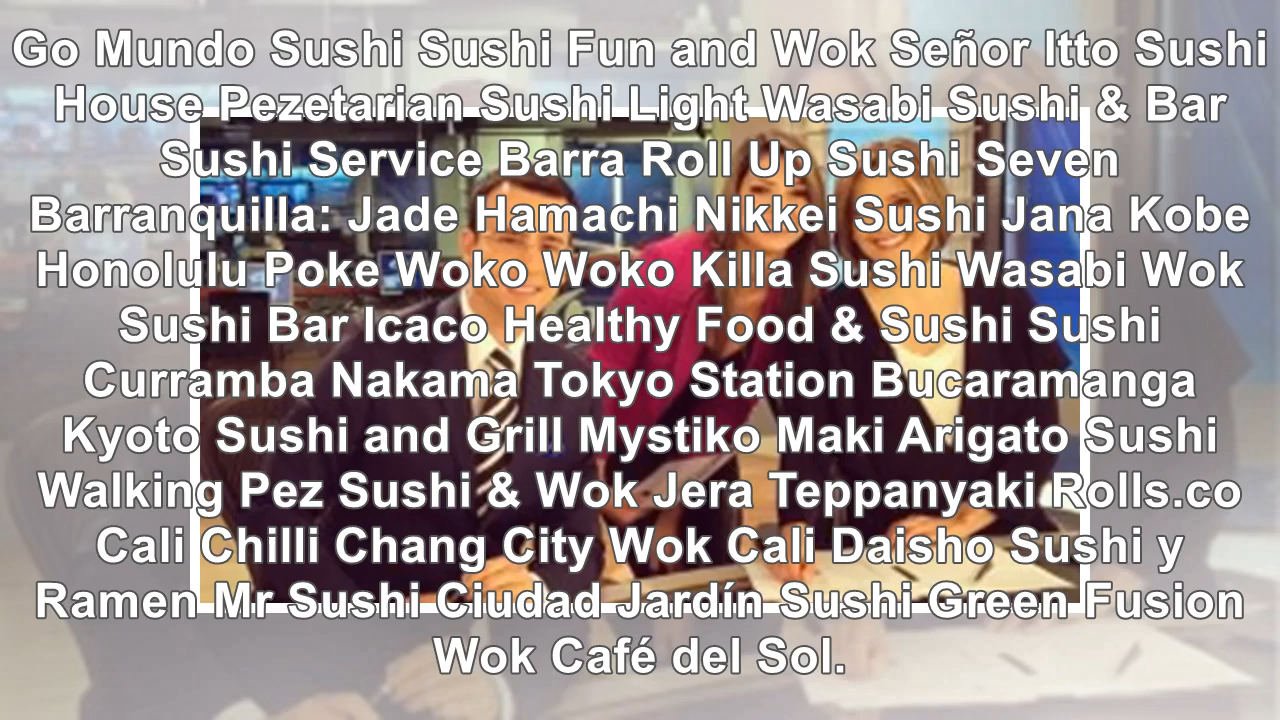 Go Mundo Sushi Sushi Fun and Wok Señor Itto Sushi
House Pezetarian Sushi Light Wasabi Sushi & Bar
Sushi Service Barra Roll Up Sushi Seven
Barranquilla: Jade Hamachi Nikkei Sushi Jana Kobe
Honolulu Poke Woko Woko Killa Sushi Wasabi Wok
Sushi Bar Icaco Healthy Food & Sushi Sushi
Curramba Nakama Tokyo Station Bucaramanga
Kyoto Sushi and Grill Mystiko Maki Arigato Sushi
Walking Pez Sushi & Wok Jera Teppanyaki Rolls.co
Cali Chilli Chang City Wok Cali Daisho Sushi y
Ramen Mr Sushi Ciudad Jardín Sushi Green Fusion
Wok Café del Sol.